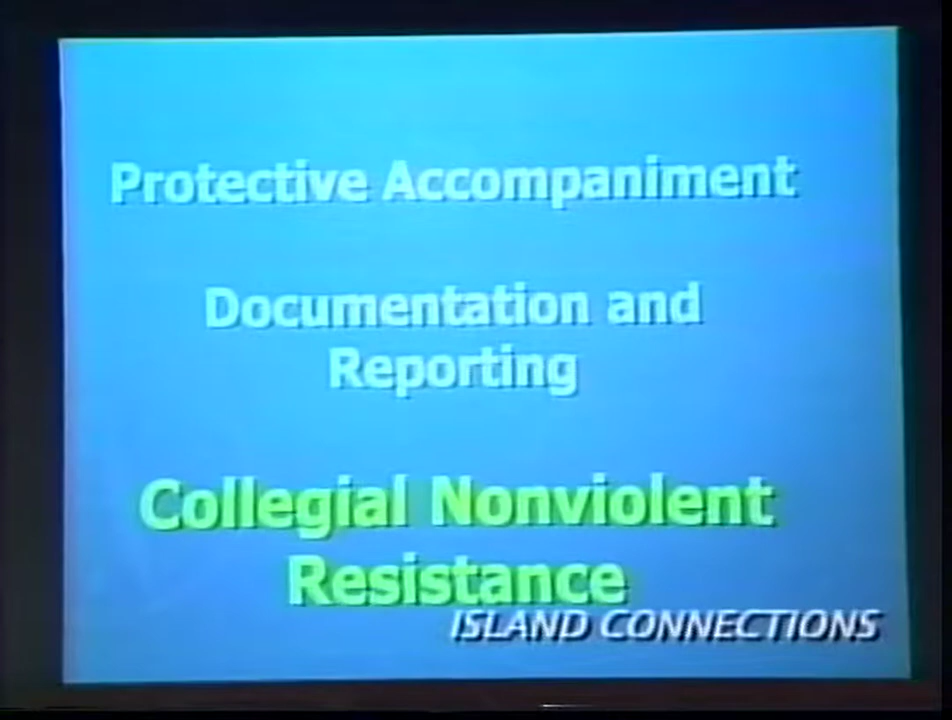 Protective Accompaniment
Documentation and
Reporting
Collegial Nonviolent
Resistance
ISLAND CONNECTIONS